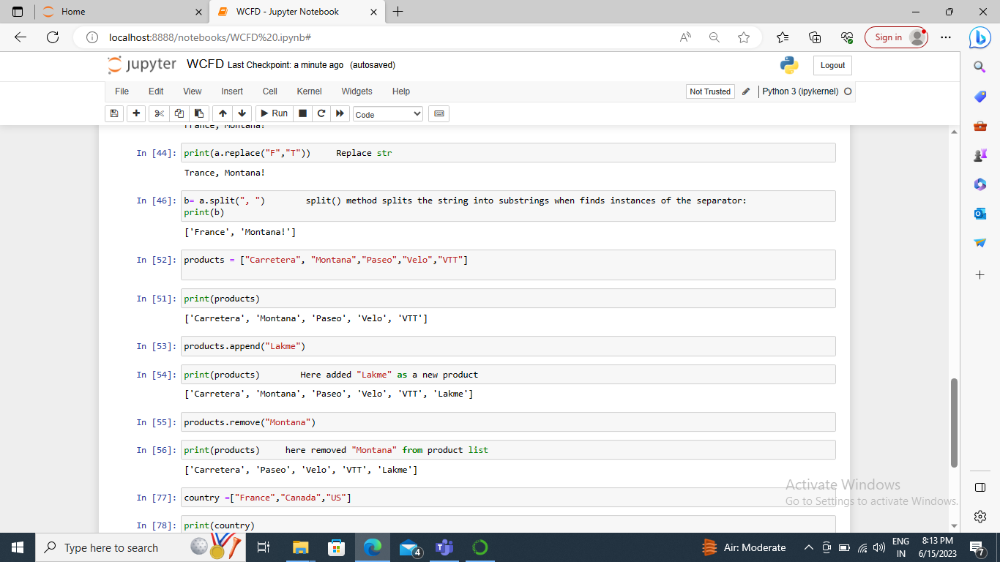 Home
WCFD - Jupyter Notebook
localhost:8888/notebooks/WCFD%20.ipynb#
Sign in
jupyter WCFD Last Checkpoint: a minute ago (autosaved)
Logout
File Edit View Insert Cell Kernel Widgets Help
Not Trusted Python 3 (ipykernel)
Run Code
France, Montana!
In [44]: print(a.replace("F","T")) Replace str
Trance, Montana!
In [46]: b= a.split(", ") split() method splits the string into substrings when finds instances of the separator:
print(b)
['France', 'Montana!']
In [52]: products = ["Carretera", "Montana","Paseo","Velo","VTT"]
In [51]: print(products)
['Carretera', 'Montana', 'Paseo', 'Velo', 'VTT']
In [53]: products.append("Lakme")
In [54]: print(products) Here added "Lakme" as a new product
['Carretera', 'Montana', 'Paseo', 'Velo', 'VTT', 'Lakme']
In [55]: products.remove("Montana")
In [56]: print(products) here removed "Montana" from product list
['Carretera', 'Paseo', 'Velo', 'VTT', 'Lakme']
In [77]: country =["France","Canada","US"]
In [78]: print(country)
Activate Windows
Go to Settings to activate Windows.
Type here to search
4
Air: Moderate
ENG
IN
8:13 PM
6/15/2023
7